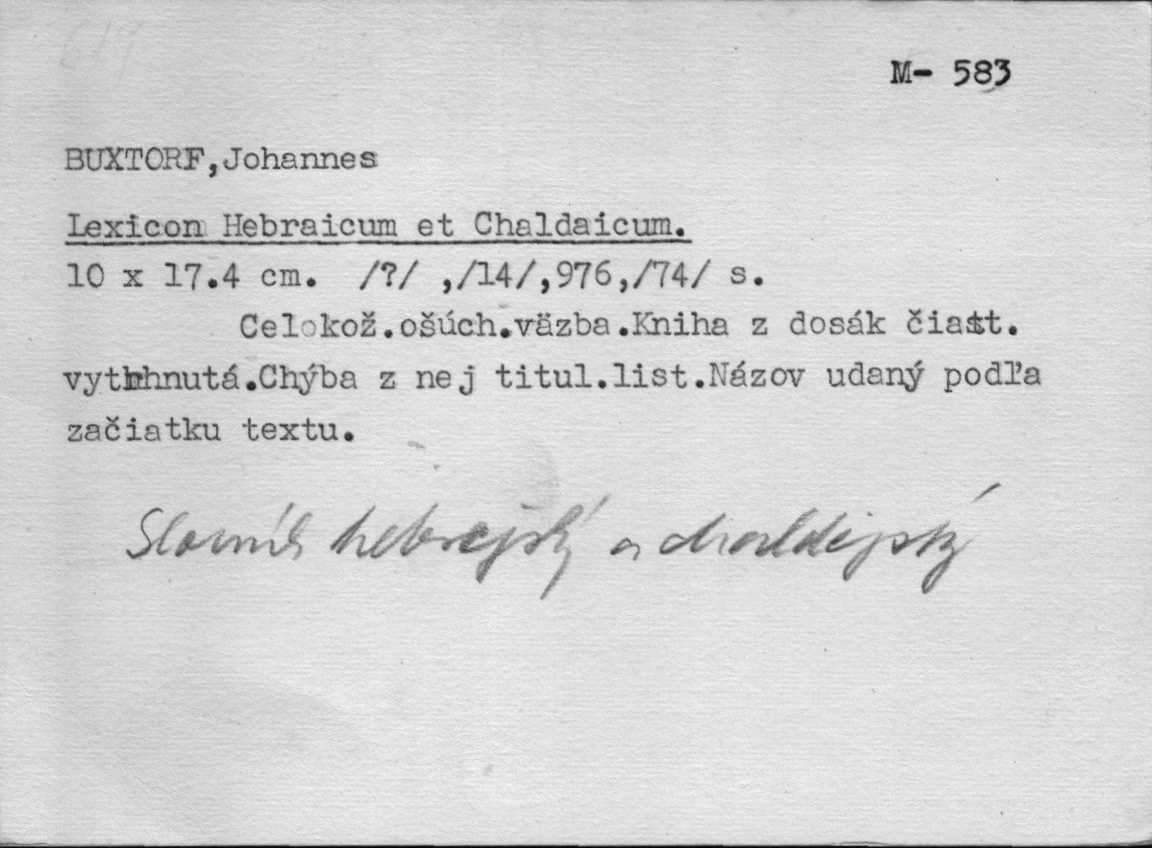 M- 583
BUXTORF,Johannes
Lexicon Hebraicum et Chaldaicum.
10 x 17.4 cm. /?/ ,/14/,976,/74/ s.
Celokož.ošúch.väzba.Kniha z dosák čiast.
vytrhnutá.Chýba z nej titul.list.Názov udaný podľa
začiatku textu.
Slovník hebrejský a chaldejský